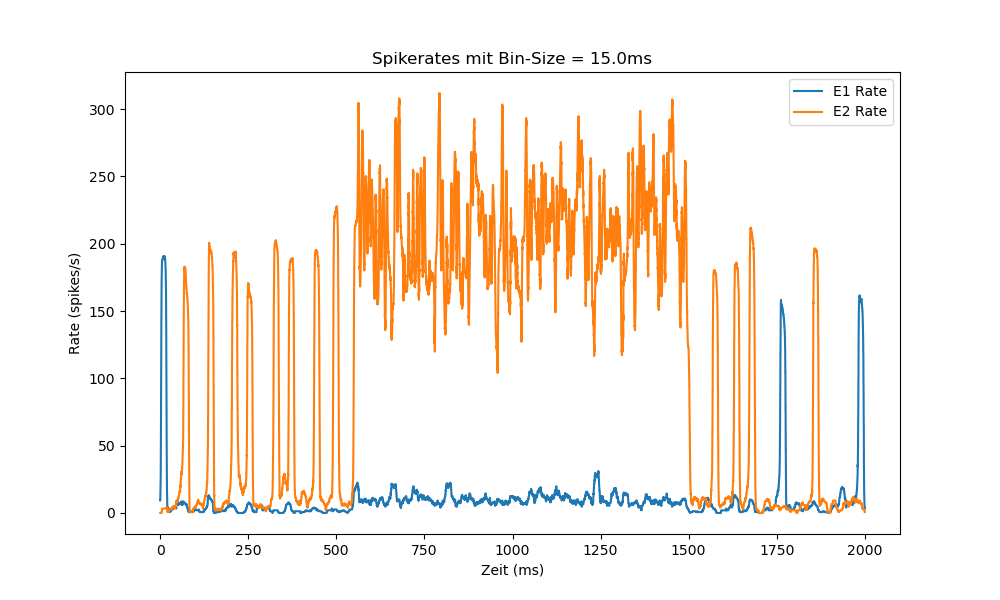 Spikerates mit Bin-Size = 15.0ms
E1 Rate
E2 Rate
300
250
200
150
100
50
0
Rate (spikes/s)
0 250 500 750 1000 1250 1500 1750 2000
Zeit (ms)